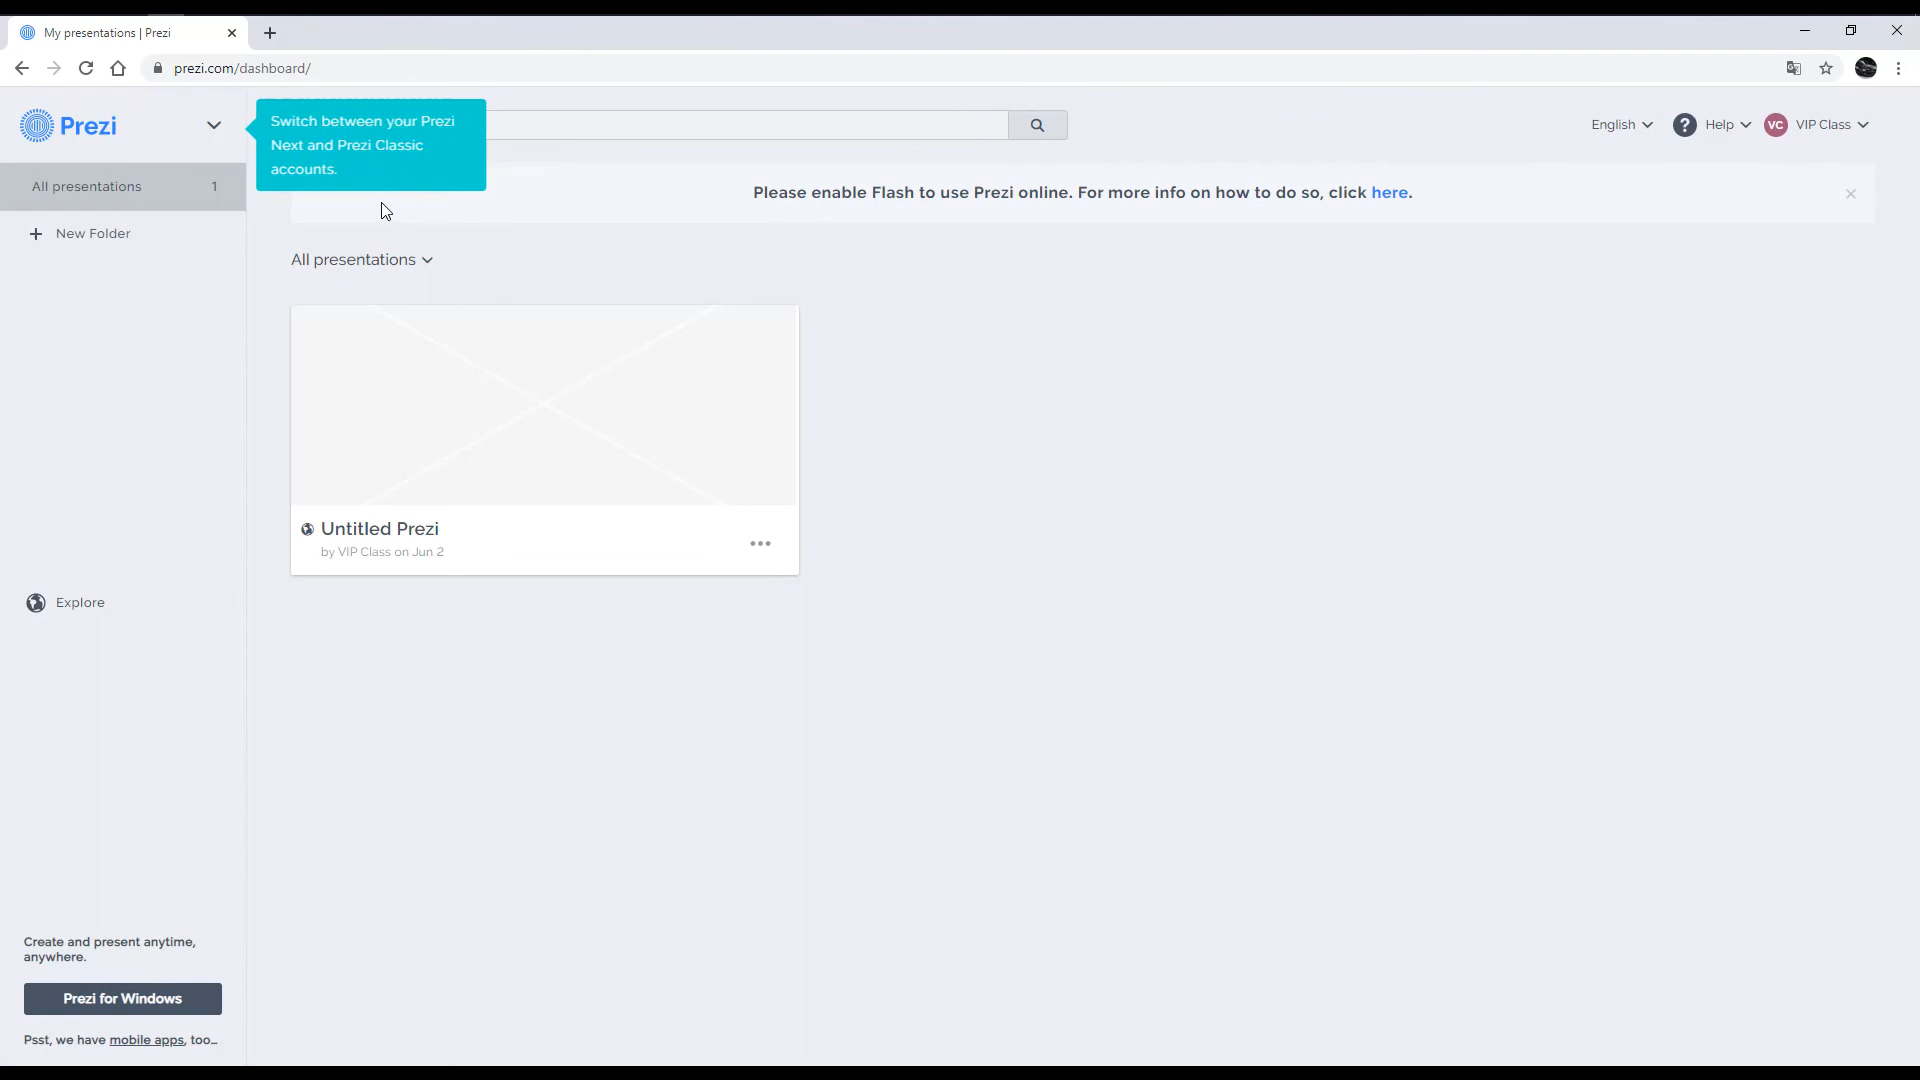 My presentations | Prezi
prezi.com/dashboard/
Prezi
Switch between your Prezi
Next and Prezi Classic
accounts.
English
? Help
VC VIP Class
All presentations 1
New Folder
Please enable Flash to use Prezi online. For more info on how to do so, click here.
All presentations
Untitled Prezi
by VIP Class on Jun 2
Explore
Create and present anytime,
anywhere.
Prezi for Windows
Psst, we have mobile apps, too...